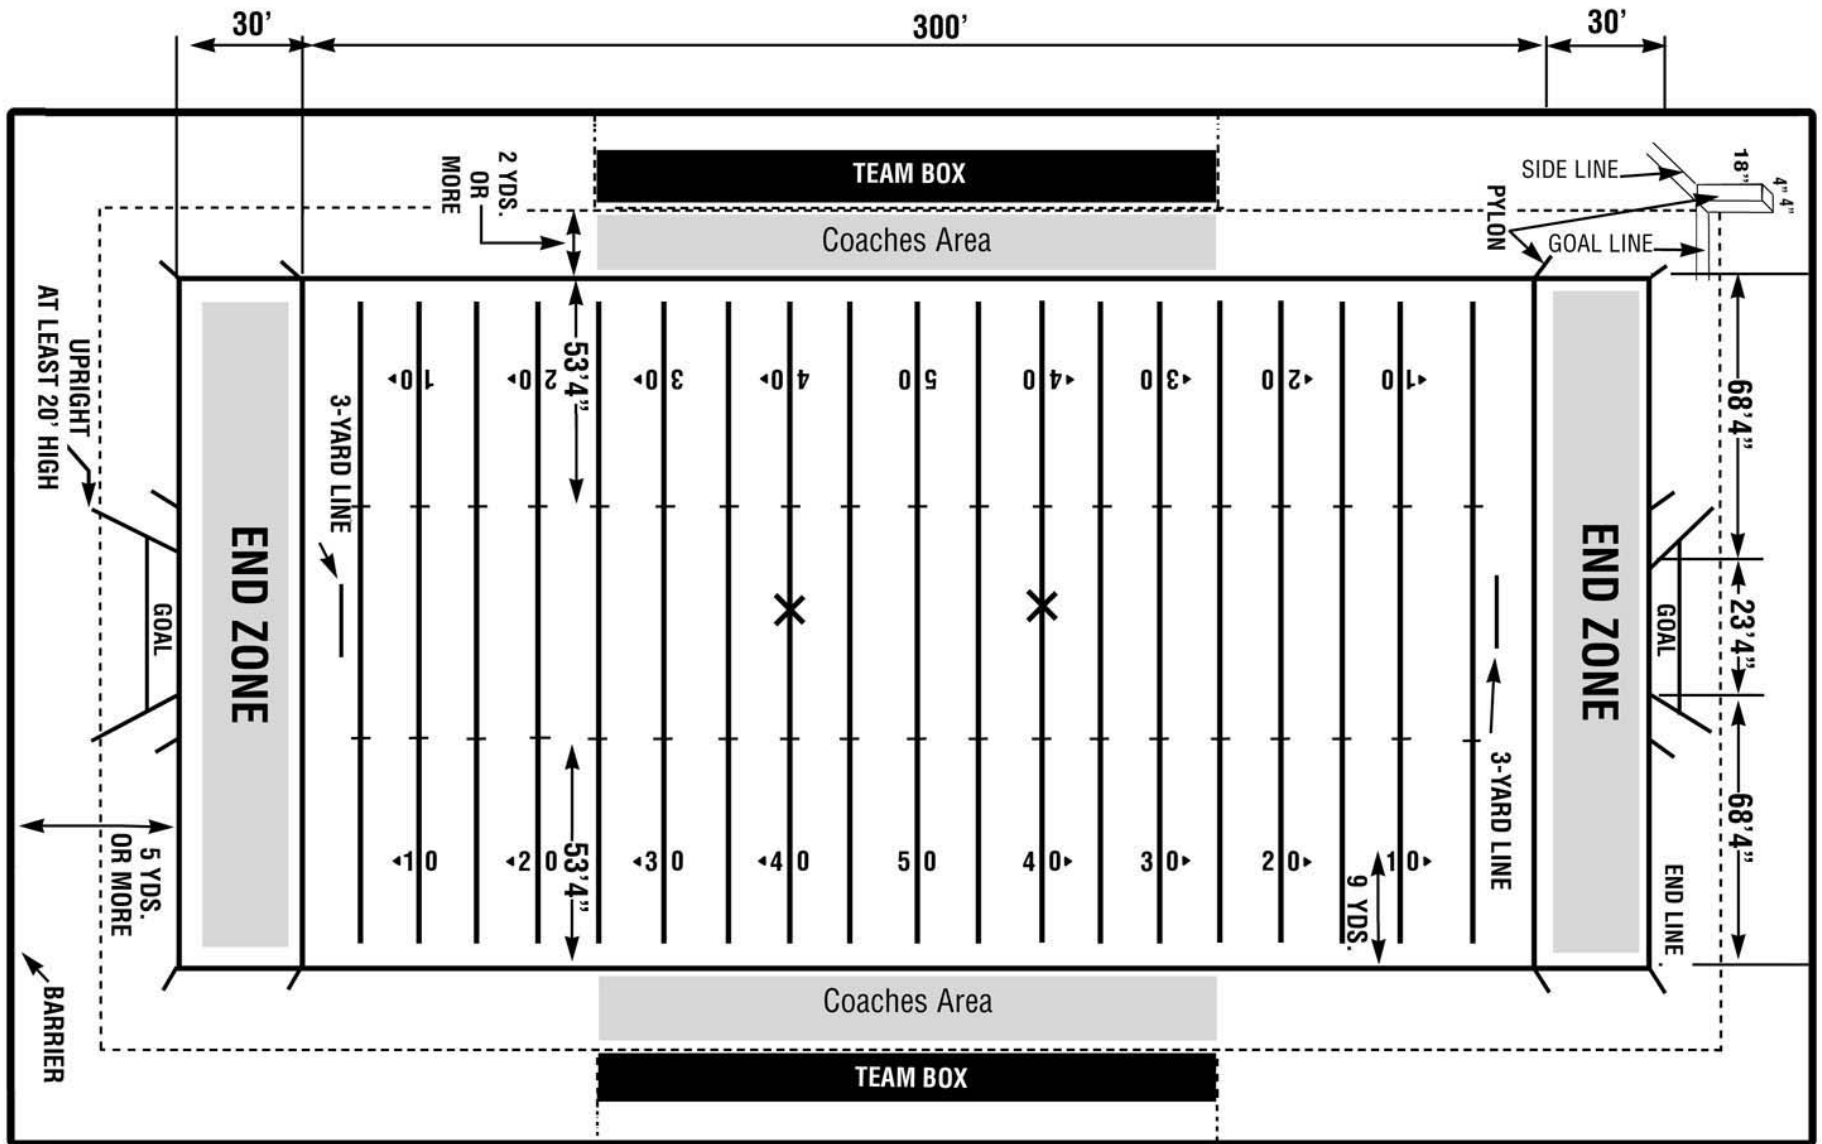 30’
300’
30’
TEAM BOX
Coaches Area
2 YDS.
OR
MORE
SIDE LINE
PYLON
GOAL LINE
18”
4”
4”
AT LEAST 20’ HIGH
UPRIGHT
3-YARD LINE
53’4”
10
20
30
40
50
40
30
20
10
68’4”
END ZONE
GOAL
END ZONE
GOAL
23’4”
5 YDS.
OR MORE
10
20
53’4”
30
40
50
40
30
20
10
9 YDS.
3-YARD LINE
68’4”
END LINE
BARRIER
Coaches Area
TEAM BOX